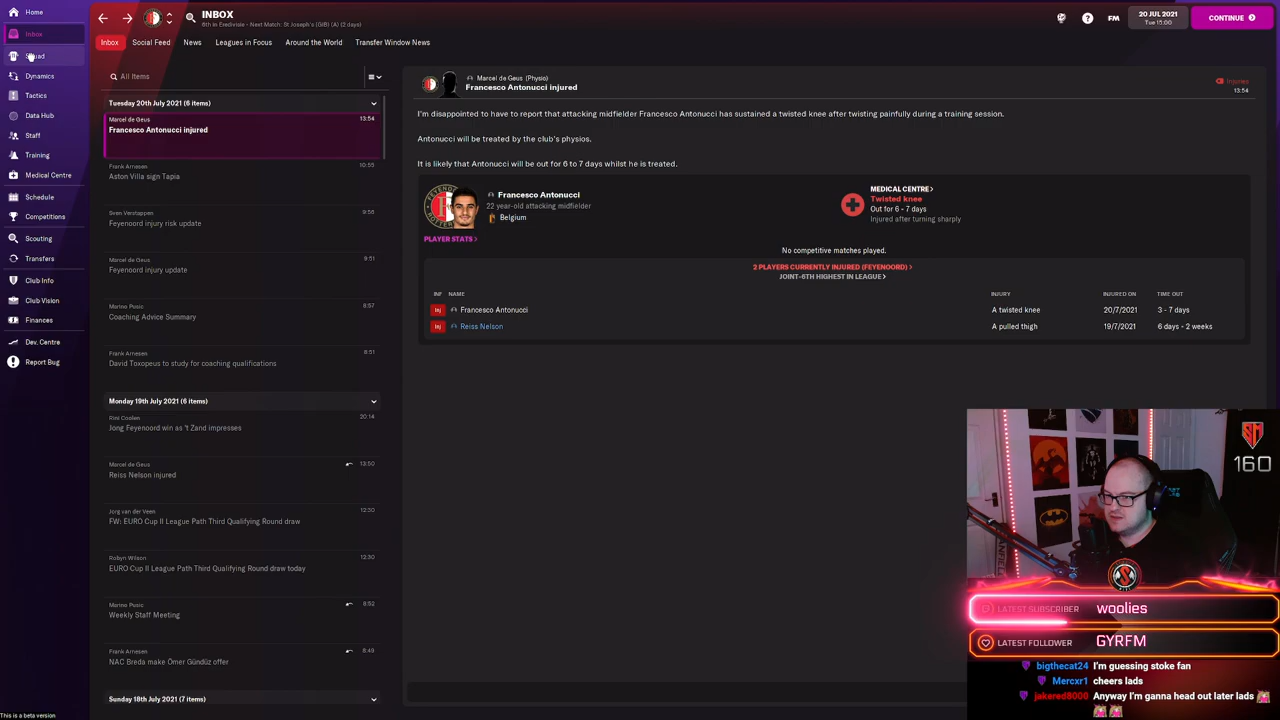 Home
Inbox
Squad
Dynamics
Tactics
Data Hub
Staff
Training
Medical Centre
Schedule
Competitions
Scouting
Transfers
Club Info
Club Vision
Finances
Dev. Centre
Report Bug
This is a beta version
INBOX
6th in Eredivisie - Next Match: St Joseph's (GIB) (A) (2 days)
FM
20 JUL 2021
Tue 15:00
CONTINUE
Inbox Social Feed News Leagues in Focus Around the World Transfer Window News
All Items
Tuesday 20th July 2021 (6 items)
Marcel de Geus 13:54
Francesco Antonucci injured
Frank Arnesen 10:55
Aston Villa sign Tapia
Sven Verstappen 9:56
Feyenoord injury risk update
Marcel de Geus 9:51
Feyenoord injury update
Marino Pusic 8:57
Coaching Advice Summary
Frank Arnesen 8:51
David Toxopeus to study for coaching qualifications
Monday 19th July 2021 (6 items)
Rini Coolen 20:14
Jong Feyenoord win as 't Zand impresses
Marcel de Geus 13:50
Reiss Nelson injured
Jorg van der Veen
FW: EURO Cup II League Path Third Qualifying Round draw
Robyn Wilson 12:30
EURO Cup II League Path Third Qualifying Round draw today
Marino Pusic 8:52
Weekly Staff Meeting
Frank Arnesen 8:49
NAC Breda make Ömer Gündüz offer
Sunday 18th July 2021 (7 items)
Marcel de Geus (Physio)
Francesco Antonucci injured
Injuries
13:54
I'm disappointed to have to report that attacking midfielder Francesco Antonucci has sustained a twisted knee after twisting painfully during a training session.
Antonucci will be treated by the club's physios.
It is likely that Antonucci will be out for 6 to 7 days whilst he is treated.
Francesco Antonucci
22 year-old attacking midfielder
Belgium
MEDICAL CENTRE
Twisted knee
Out for 6 - 7 days
Injured after turning sharply
PLAYER STATS
No competitive matches played.
2 PLAYERS CURRENTLY INJURED (FEYENOORD)
JOINT-6TH HIGHEST IN LEAGUE
INF NAME INJURY INJURED ON TIME OUT
Inj Francesco Antonucci A twisted knee 20/7/2021 3 - 7 days
Inj Reiss Nelson A pulled thigh 19/7/2021 6 days - 2 weeks
SM
160
LATEST SUBSCRIBER woolies
LATEST FOLLOWER GYRFM
bigthecat24 I'm guessing stoke fan
Mercxr1 cheers lads
jakered8000 Anyway I'm ganna head out later lads